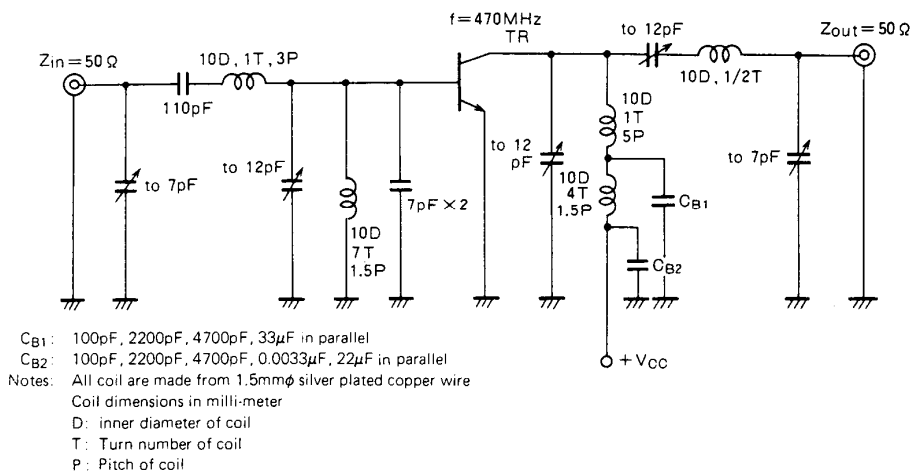 f=470MHz
TR
to 12pF
Zin=50Ω
Zout=50Ω
10D, 1T, 3P
10D, 1/2T
110pF
10D
1T
5P
to 7pF
to 12pF
to 12
pF
to 7pF
10D
7T
1.5P
7pF×2
10D
4T
1.5P
CB1
CB2
+VCC
CB1: 100pF, 2200pF, 4700pF, 33μF in parallel
CB2: 100pF, 2200pF, 4700pF, 0.0033μF, 22μF in parallel
Notes: All coil are made from 1.5mmφ silver plated copper wire
Coil dimensions in milli-meter
D: inner diameter of coil
T: Turn number of coil
P: Pitch of coil